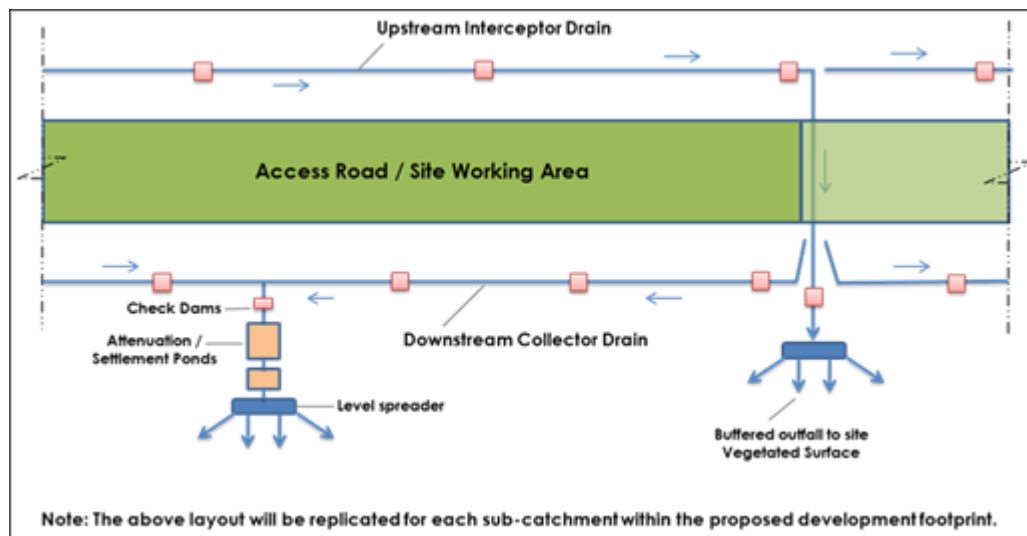 Upstream Interceptor Drain
Access Road / Site Working Area
Check Dams
Attenuation /
Settlement Ponds
Downstream Collector Drain
Level spreader
Buffered outfall to site
Vegetated Surface
Note: The above layout will be replicated for each sub-catchment within the proposed development footprint.